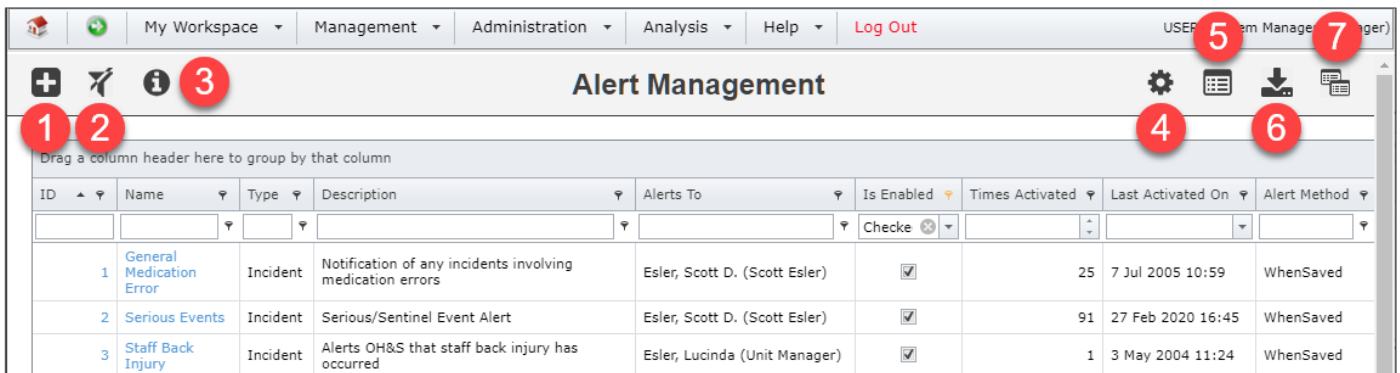 My Workspace Management Administration Analysis Help Log Out USER em Manage ger)
5 7
3 Alert Management
1 2 4 6
Drag a column header here to group by that column
ID Name Type Description Alerts To Is Enabled Times Activated Last Activated On Alert Method
Checke
General
Medication
Error
1 Incident Notification of any incidents involving
medication errors
Esler, Scott D. (Scott Esler) 25 7 Jul 2005 10:59 WhenSaved
2 Serious Events Incident Serious/Sentinel Event Alert Esler, Scott D. (Scott Esler) 91 27 Feb 2020 16:45 WhenSaved
3 Staff Back
Injury
Incident Alerts OH&S that staff back injury has
occurred
Esler, Lucinda (Unit Manager) 1 3 May 2004 11:24 WhenSaved